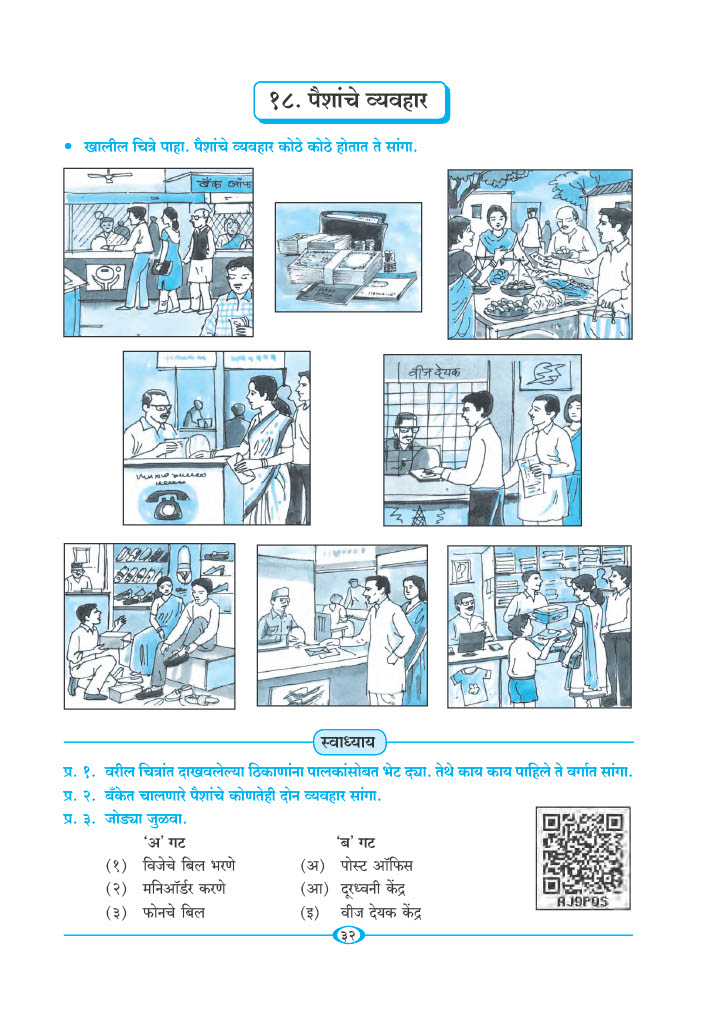 १८. पैशांचे व्यवहार
• खालील चित्रे पाहा. पैशांचे व्यवहार कोठे कोठे होतात ते सांगा.
बँक ऑफ
वीज देयक
स्वाध्याय
प्र. १. वरील चित्रांत दाखवलेल्या ठिकाणांना पालकांसोबत भेट द्या. तेथे काय काय पाहिले ते वर्गात सांगा.
प्र. २. बँकेत चालणारे पैशांचे कोणतेही दोन व्यवहार सांगा.
प्र. ३. जोड्या जुळवा.
‘अ’ गट ‘ब’ गट
(१) विजेचे बिल भरणे (अ) पोस्ट ऑफिस
(२) मनिऑर्डर करणे (आ) दूरध्वनी केंद्र
(३) फोनचे बिल (इ) वीज देयक केंद्र
AJ9PQS
३२